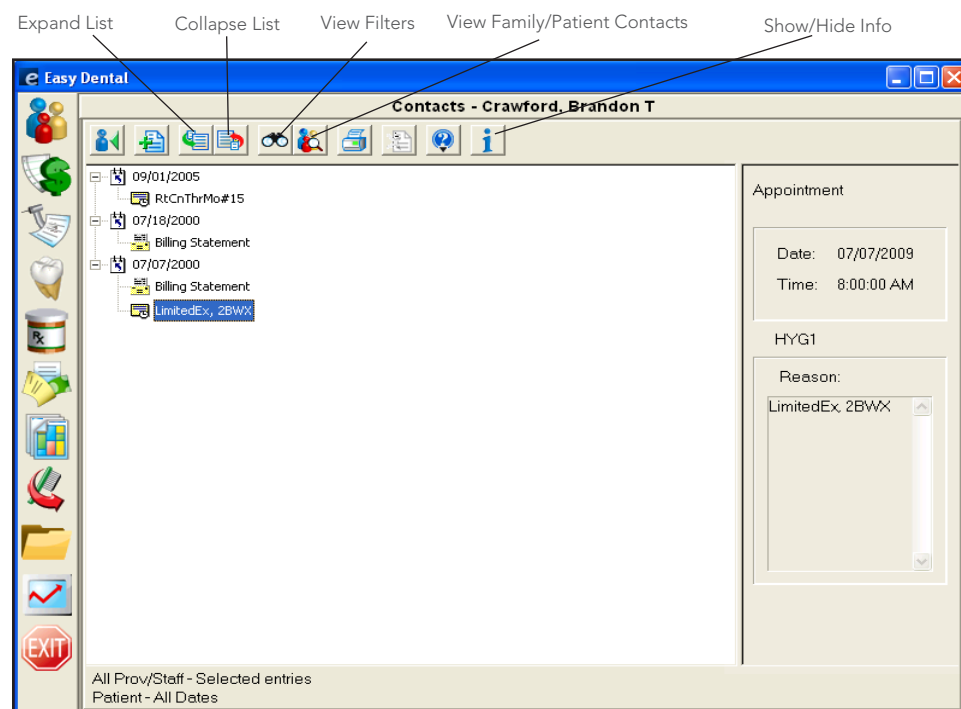 Expand List
Collapse List
View Filters
View Family/Patient Contacts
Show/Hide Info
e Easy Dental
Contacts - Crawford, Brandon T
09/01/2005
RtCnThrMo#15
07/18/2000
Billing Statement
07/07/2000
Billing Statement
LimitedEx, 2BWX
Appointment
Date: 07/07/2009
Time: 8:00:00 AM
HYG1
Reason:
LimitedEx, 2BWX
Rx
EXIT
All Prov/Staff - Selected entries
Patient - All Dates